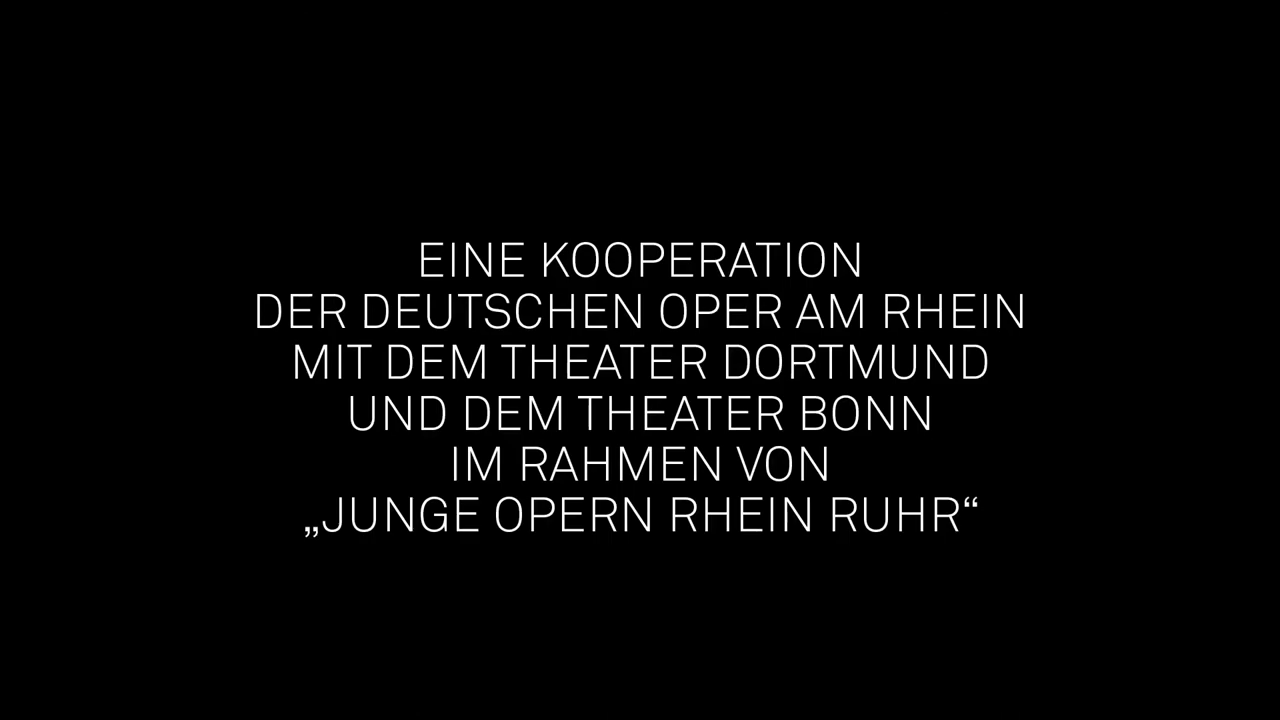 EINE KOOPERATION
DER DEUTSCHEN OPER AM RHEIN
MIT DEM THEATER DORTMUND
UND DEM THEATER BONN
IM RAHMEN VON
„JUNGE OPERN RHEIN RUHR“